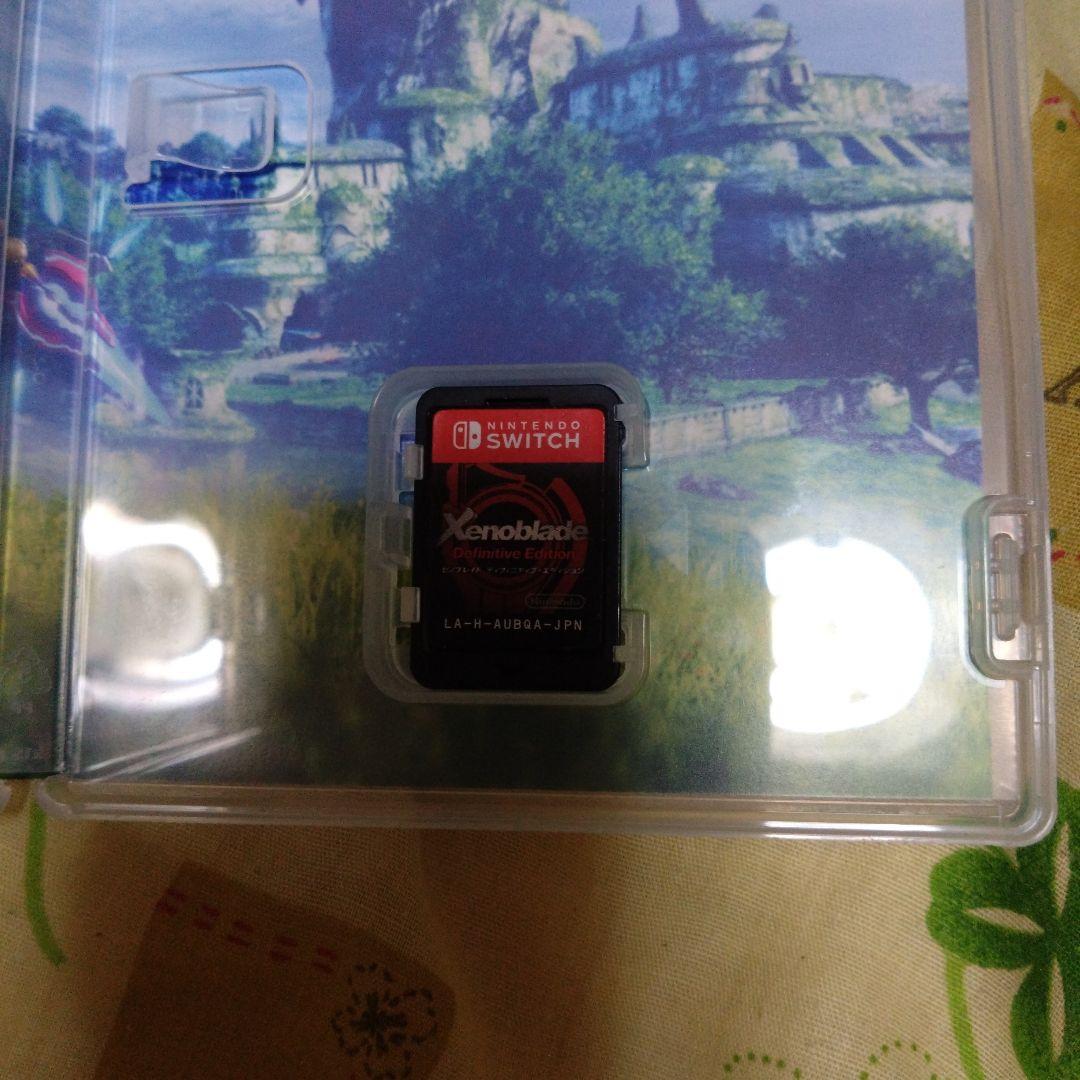 NINTENDO
SWITCH
Xenoblade
Definitive Edition
ゼノブレイド ディフィニティブ・エディション
Nintendo
LA-H-AUBQA-JPN